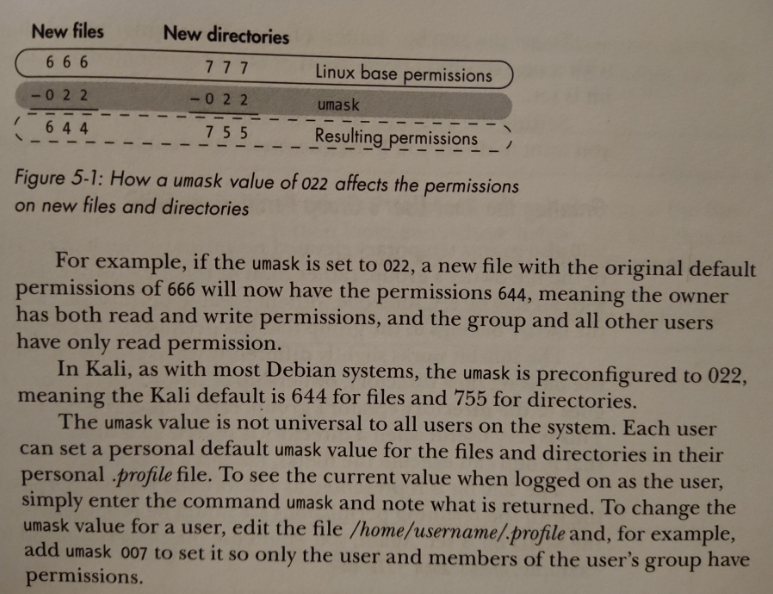 New files New directories
6 6 6 7 7 7 Linux base permissions
– 0 2 2 – 0 2 2 umask
6 4 4 7 5 5 Resulting permissions
Figure 5-1: How a umask value of 022 affects the permissions
on new files and directories
For example, if the umask is set to 022, a new file with the original default
permissions of 666 will now have the permissions 644, meaning the owner
has both read and write permissions, and the group and all other users
have only read permission.
In Kali, as with most Debian systems, the umask is preconfigured to 022,
meaning the Kali default is 644 for files and 755 for directories.
The umask value is not universal to all users on the system. Each user
can set a personal default umask value for the files and directories in their
personal .profile file. To see the current value when logged on as the user,
simply enter the command umask and note what is returned. To change the
umask value for a user, edit the file /home/username/.profile and, for example,
add umask 007 to set it so only the user and members of the user's group have
permissions.